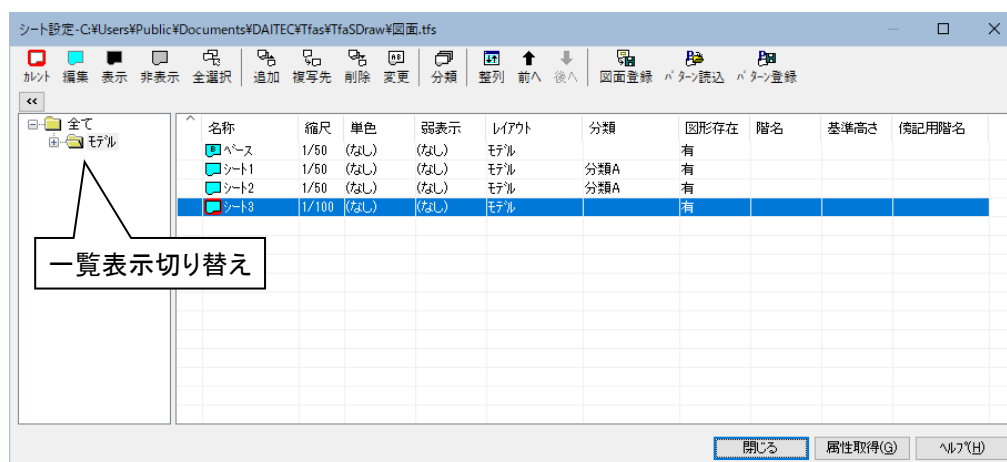 シート設定-C:¥Users¥Public¥Documents¥DAITEC¥Tfas¥TfaSDraw¥図面.tfs
ｶﾚﾝﾄ 編集 表示 非表示 全選択 追加 複写先 削除 変更 分類 整列 前へ 後へ 図面登録 ﾊﾟﾀｰﾝ読込 ﾊﾟﾀｰﾝ登録
<<
全て
ﾓﾃﾞﾙ
名称 縮尺 単色 弱表示 ﾚｲｱｳﾄ 分類 図形存在 階名 基準高さ 傍記用階名
B ﾍﾞｰｽ 1/50 (なし) (なし) ﾓﾃﾞﾙ 有
ｼｰﾄ1 1/50 (なし) (なし) ﾓﾃﾞﾙ 分類A 有
ｼｰﾄ2 1/50 (なし) (なし) ﾓﾃﾞﾙ 分類A 有
ｼｰﾄ3 1/100 (なし) (なし) ﾓﾃﾞﾙ 有
一覧表示切り替え
閉じる 属性取得(G) ﾍﾙﾌﾟ(H)